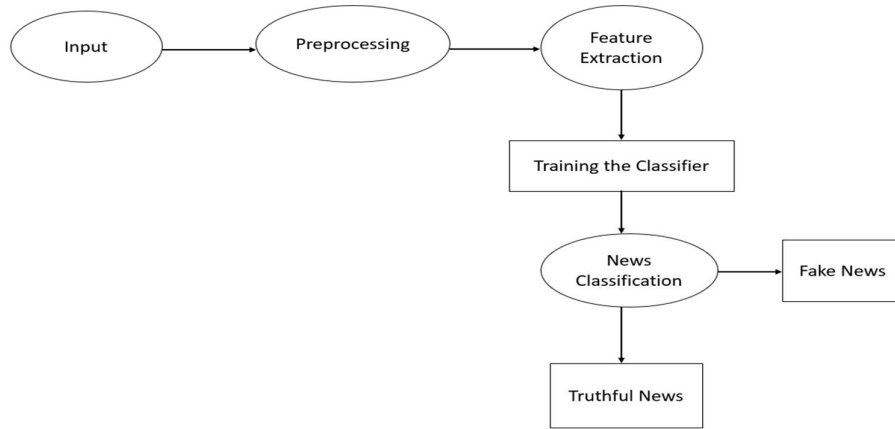 Input
Preprocessing
Feature
Extraction
Training the Classifier
News
Classification
Fake News
Truthful News